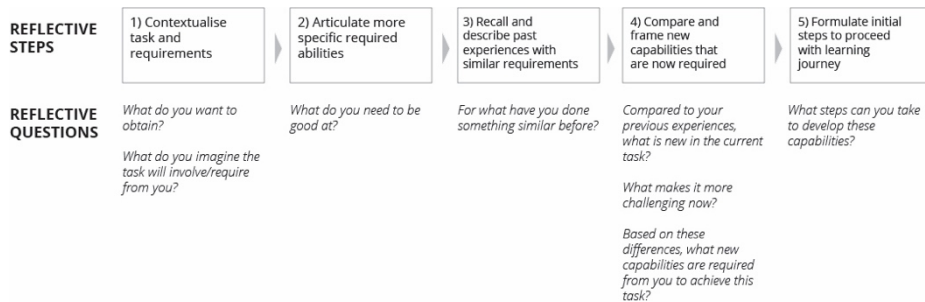 REFLECTIVE
STEPS
1) Contextualise
task and
requirements
2) Articulate more
specific required
abilities
3) Recall and
describe past
experiences with
similar requirements
4) Compare and
frame new
capabilities that
are now required
5) Formulate initial
steps to proceed
with learning
journey
REFLECTIVE
QUESTIONS
What do you want to
obtain?
What do you imagine the
task will involve/require
from you?
What do you need to be
good at?
For what have you done
something similar before?
Compared to your
previous experiences,
what is new in the current
task?
What makes it more
challenging now?
Based on these
differences, what new
capabilities are required
from you to achieve this
task?
What steps can you take
to develop these
capabilities?